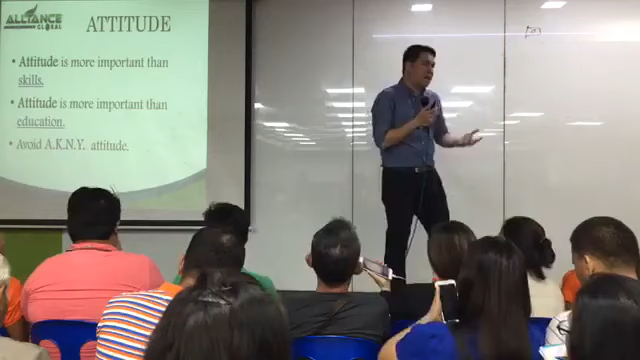 ALLIANCE
GLOBAL
ATTITUDE
• Attitude is more important than
skills.
• Attitude is more important than
education.
• Avoid A.K.N.Y. attitude.